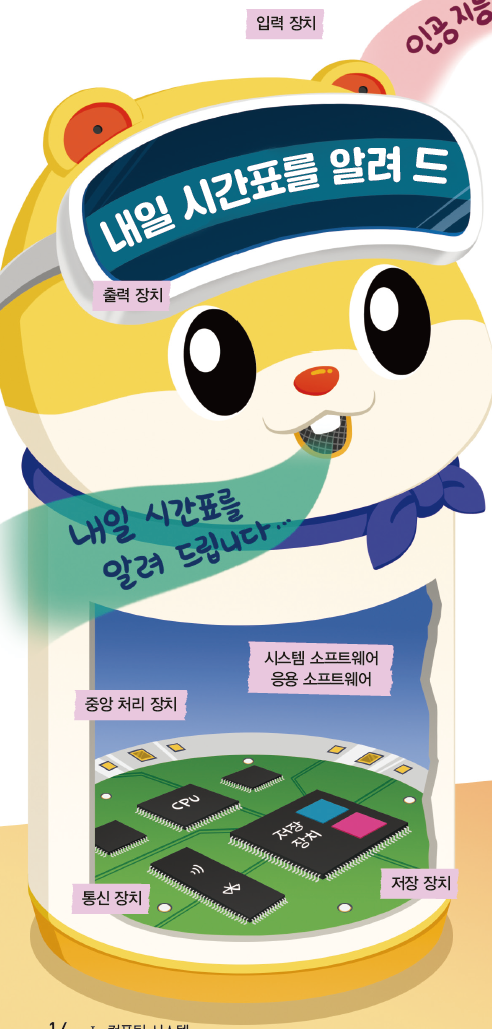 입력 장치
인공 지능
내일 시간표를 알려 드
출력 장치
내일 시간표를
알려 드립니다...
시스템 소프트웨어
응용 소프트웨어
중앙 처리 장치
CPU
저장
장치
통신 장치
저장 장치